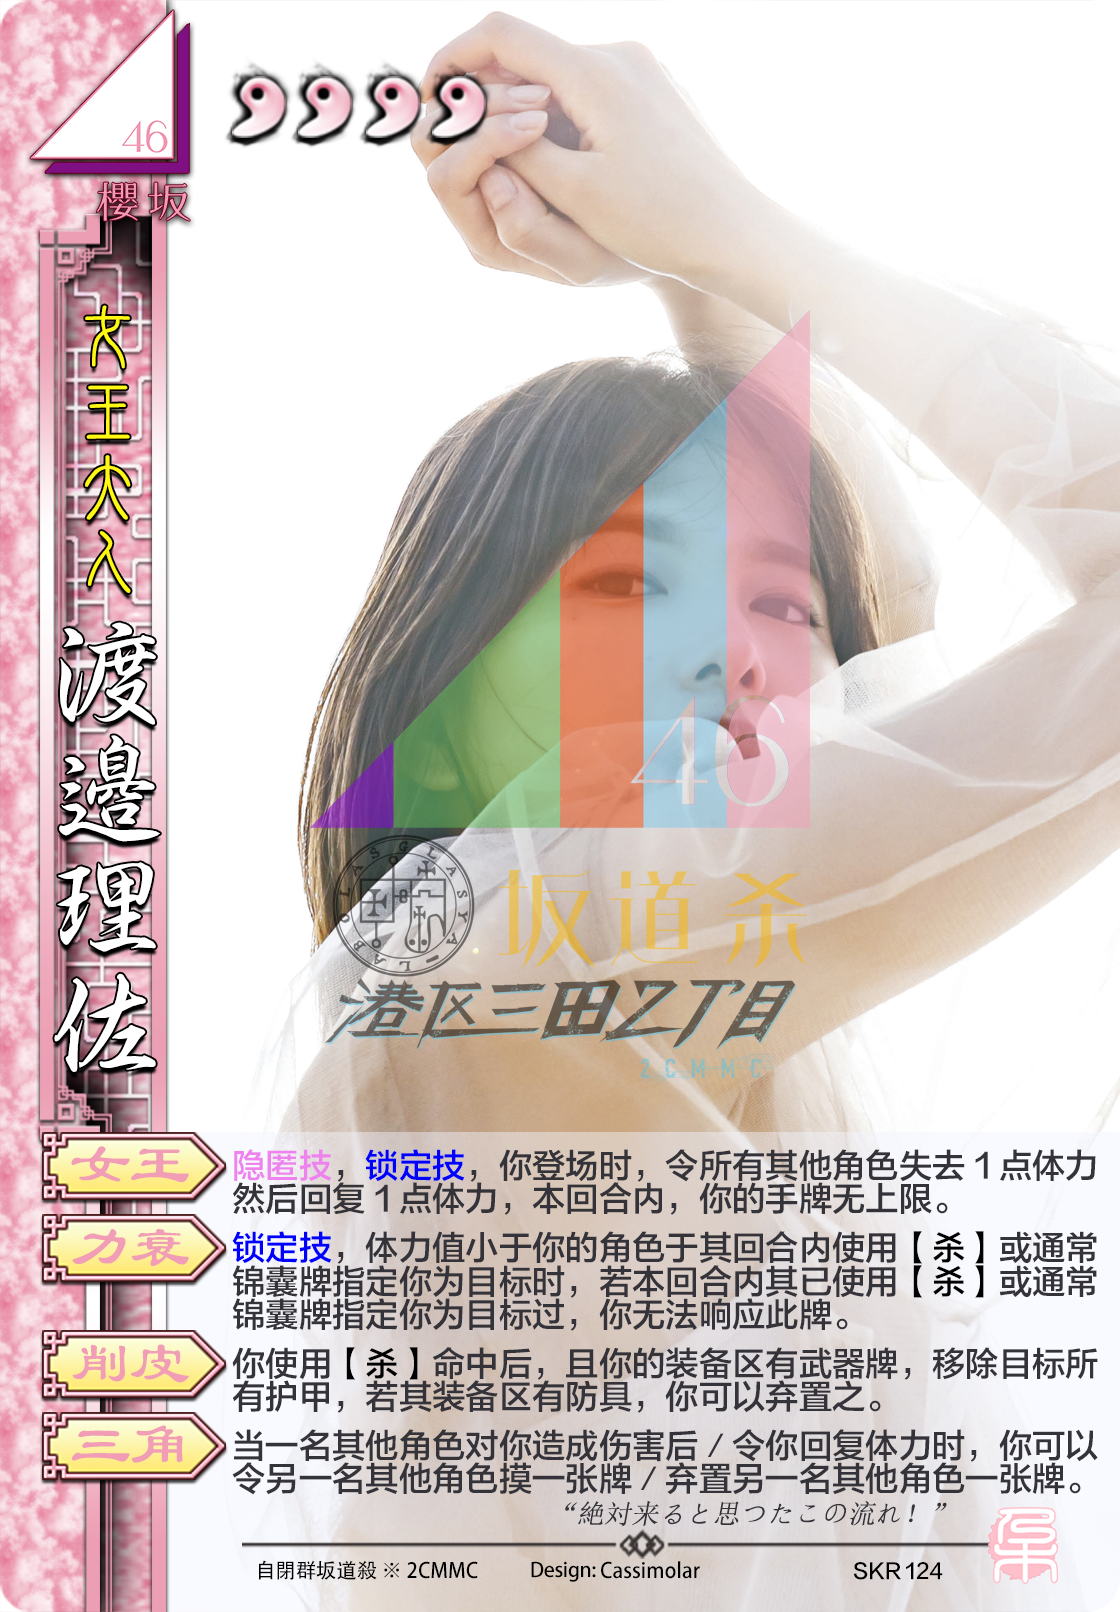 46
櫻坂
女王大人
渡邉理佐
46
LASGLASYALABO
.坂道杀
港区三田2丁目
2CMMC
女王
隐匿技，锁定技，你登场时，令所有其他角色失去1点体力
然后回复1点体力，本回合内，你的手牌无上限。
力衰
锁定技，体力值小于你的角色于其回合内使用【杀】或通常
锦囊牌指定你为目标时，若本回合内其已使用【杀】或通常
锦囊牌指定你为目标过，你无法响应此牌。
削皮
你使用【杀】命中后，且你的装备区有武器牌，移除目标所
有护甲，若其装备区有防具，你可以弃置之。
三角
当一名其他角色对你造成伤害后/令你回复体力时，你可以
令另一名其他角色摸一张牌/弃置另一名其他角色一张牌。
“絶対来ると思つたこの流れ！”
自閉群坂道殺 ※ 2CMMC Design: Cassimolar SKR124